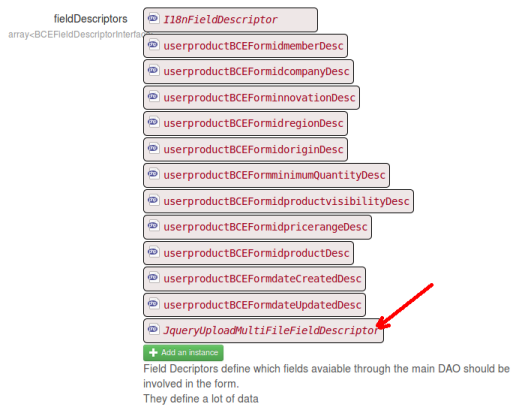 fieldDescriptors
array<BCEFieldDescriptorInterfac
I18nFieldDescriptor
userproductBCEFormidmemberDesc
userproductBCEFormidcompanyDesc
userproductBCEForminnovationDesc
userproductBCEFormidregionDesc
userproductBCEFormidoriginDesc
userproductBCEFormminimumQuantityDesc
userproductBCEFormidproductvisibilityDesc
userproductBCEFormidpricerangeDesc
userproductBCEFormidproductDesc
userproductBCEFormdateCreatedDesc
userproductBCEFormdateUpdatedDesc
JqueryUploadMultiFileFieldDescriptor
Add an instance
Field Decriptors define which fields avaiable through the main DAO should be
involved in the form.
They define a lot of data